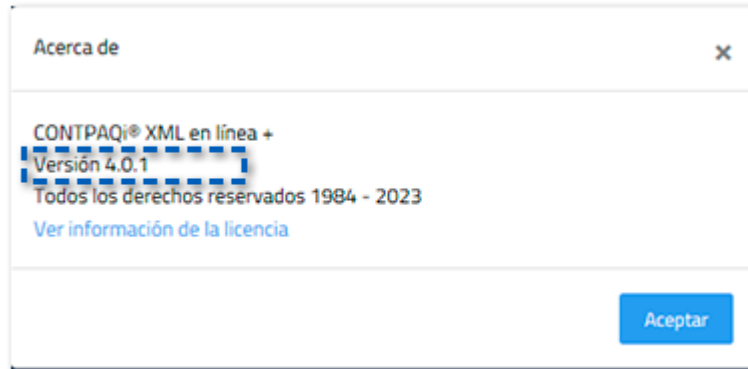 Acerca de
×
CONTPAQi® XML en línea +
Versión 4.0.1
Todos los derechos reservados 1984 - 2023
Ver información de la licencia
Aceptar